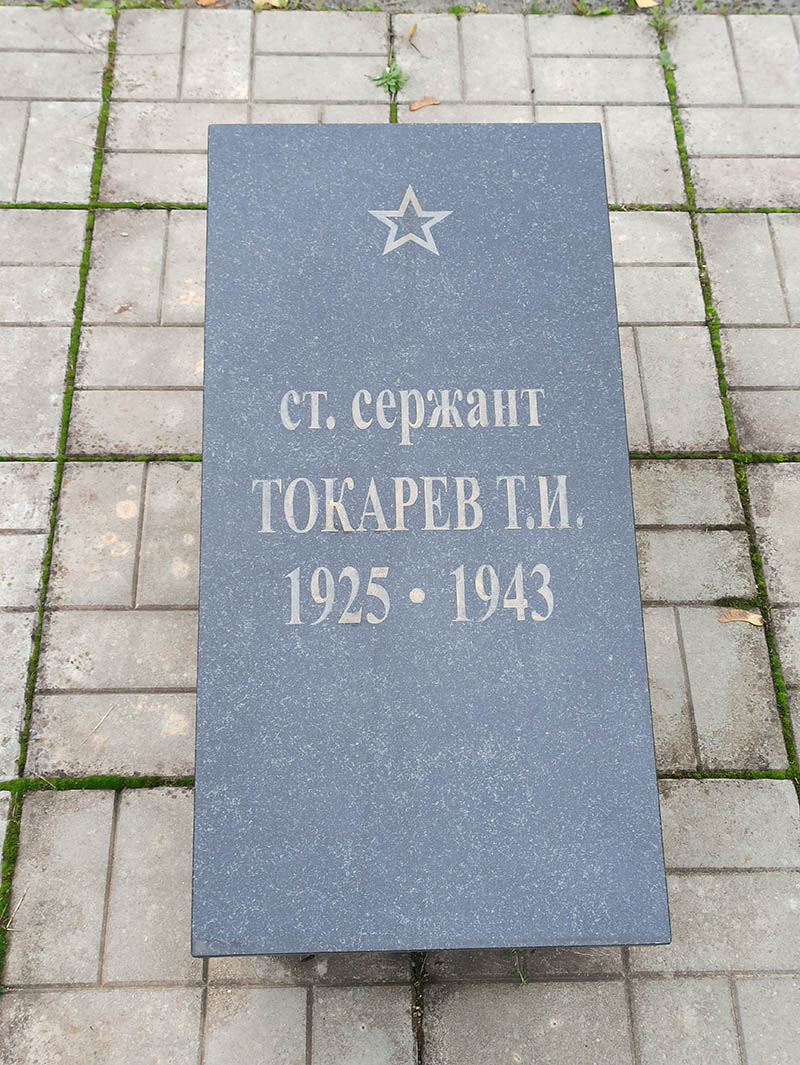 ст. сержант
ТОКАРЕВ Т.И.
1925 • 1943